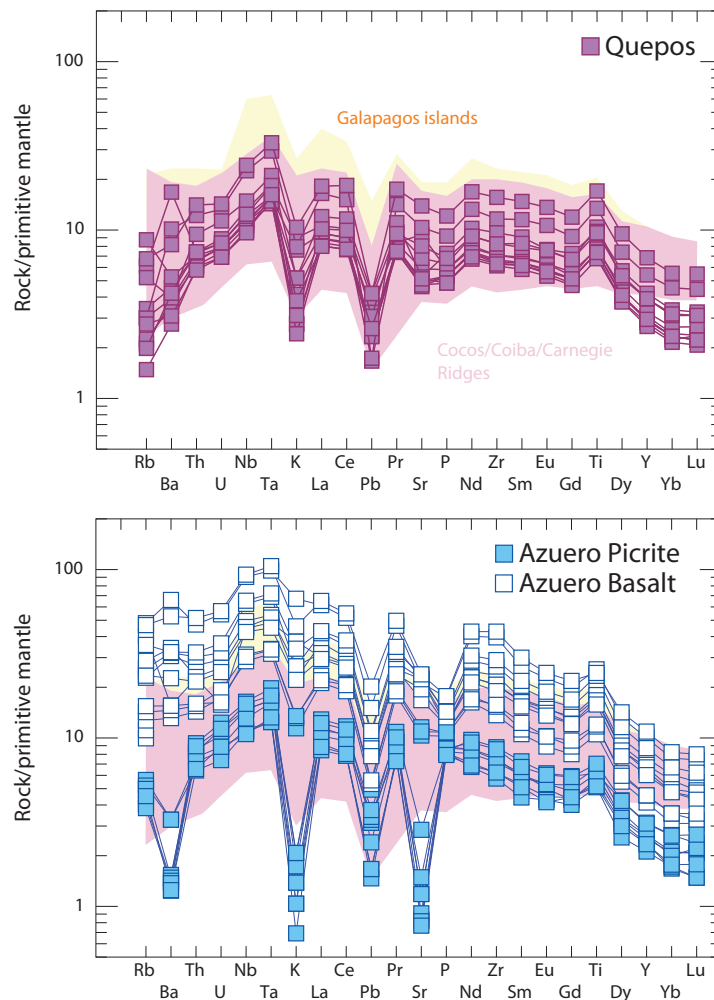 Quepos
100
Galapagos islands
10
Rock/primitive mantle
Cocos/Coiba/Carnegie
Ridges
1
Rb Th Nb K Ce Pr P Zr Eu Ti Y Lu
Ba U Ta La Pb Sr Nd Sm Gd Dy Yb
Azuero Picrite
Azuero Basalt
100
10
Rock/primitive mantle
1
Rb Th Nb K Ce Pr P Zr Eu Ti Y Lu
Ba U Ta La Pb Sr Nd Sm Gd Dy Yb